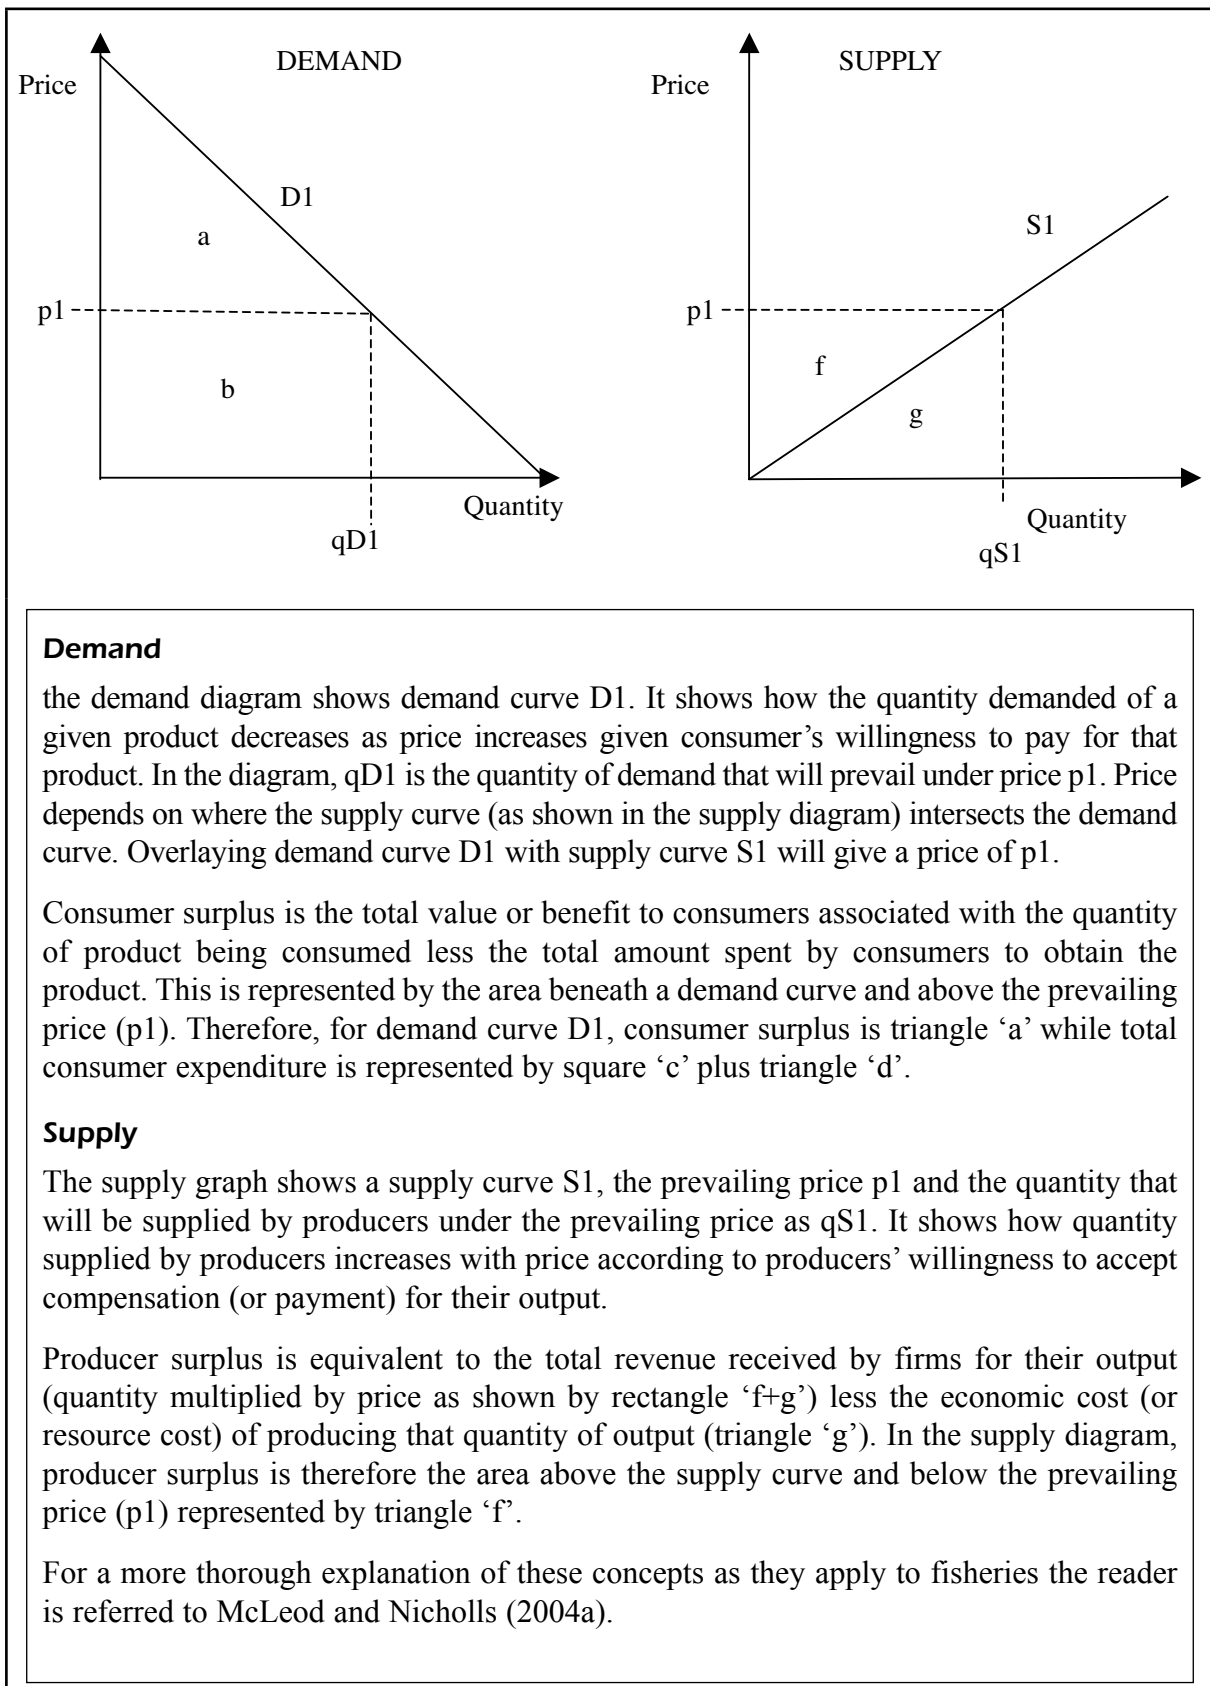 DEMAND
Price
D1
a
p1
b
Quantity
qD1
SUPPLY
Price
S1
p1
f
g
Quantity
qS1
Demand
the demand diagram shows demand curve D1. It shows how the quantity demanded of a
given product decreases as price increases given consumer’s willingness to pay for that
product. In the diagram, qD1 is the quantity of demand that will prevail under price p1. Price
depends on where the supply curve (as shown in the supply diagram) intersects the demand
curve. Overlaying demand curve D1 with supply curve S1 will give a price of p1.
Consumer surplus is the total value or benefit to consumers associated with the quantity
of product being consumed less the total amount spent by consumers to obtain the
product. This is represented by the area beneath a demand curve and above the prevailing
price (p1). Therefore, for demand curve D1, consumer surplus is triangle ‘a’ while total
consumer expenditure is represented by square ‘c’ plus triangle ‘d’.
Supply
The supply graph shows a supply curve S1, the prevailing price p1 and the quantity that
will be supplied by producers under the prevailing price as qS1. It shows how quantity
supplied by producers increases with price according to producers’ willingness to accept
compensation (or payment) for their output.
Producer surplus is equivalent to the total revenue received by firms for their output
(quantity multiplied by price as shown by rectangle ‘f+g’) less the economic cost (or
resource cost) of producing that quantity of output (triangle ‘g’). In the supply diagram,
producer surplus is therefore the area above the supply curve and below the prevailing
price (p1) represented by triangle ‘f’.
For a more thorough explanation of these concepts as they apply to fisheries the reader
is referred to McLeod and Nicholls (2004a).